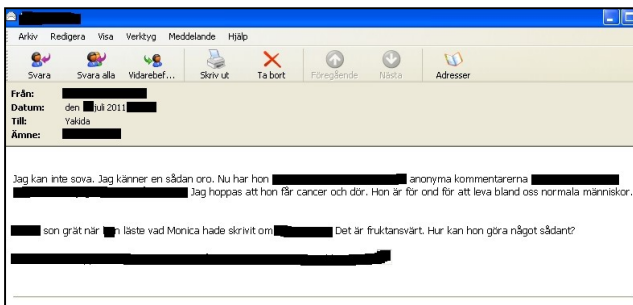 Arkiv Redigera Visa Verktyg Meddelande Hjälp
Svara Svara alla Vidarebef... Skriv ut Ta bort Föregående Nästa Adresser
Från:
Datum: den juli 2011
Till: Yakida
Ämne:
Jag kan inte sova. Jag känner en sådan oro. Nu har hon anonyma kommentarerna
Jag hoppas att hon får cancer och dör. Hon är för ond för att leva bland oss normala människor.
son grät när läste vad Monica hade skrivit om Det är fruktansvärt. Hur kan hon göra något sådant?